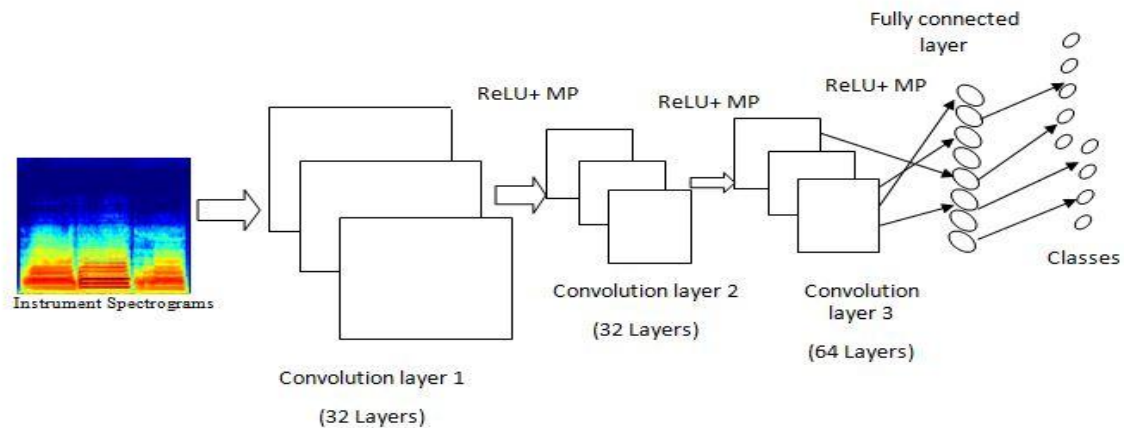 Fully connected
layer
ReLU+ MP
ReLU+ MP
ReLU+ MP
Instrument Spectrograms
Convolution layer 1
(32 Layers)
Convolution layer 2
(32 Layers)
Convolution
layer 3
(64 Layers)
Classes